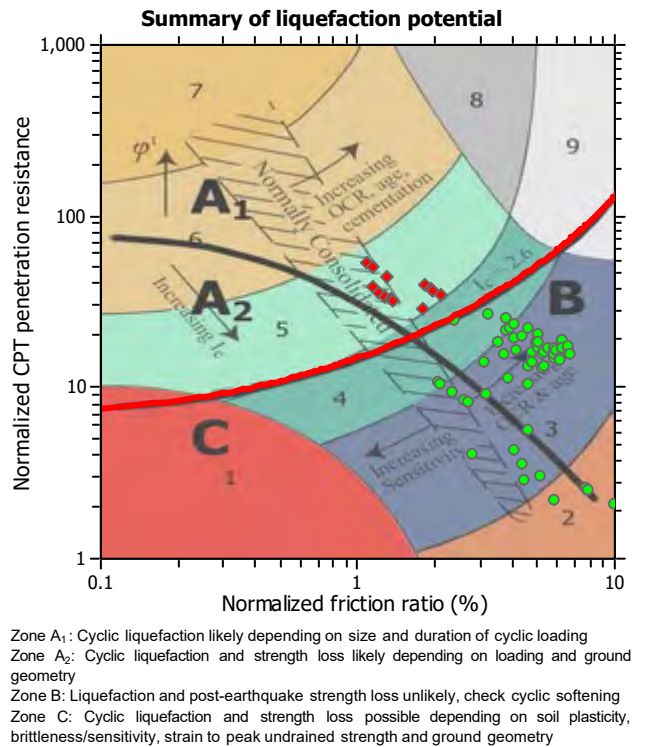 Summary of liquefaction potential
1,000
100
10
1
Normalized CPT penetration resistance
0.1
1
10
Normalized friction ratio (%)
7
8
9
φ'
A1
Increasing
OCR, age,
cementation
Normally Consolidated
6
A2
Increasing Ic
5
Ic = 2.6
B
4
Increasing
OCR & age
C
1
Increasing
Sensitivity
3
2
Zone A1: Cyclic liquefaction likely depending on size and duration of cyclic loading
Zone A2: Cyclic liquefaction and strength loss likely depending on loading and ground
geometry
Zone B: Liquefaction and post-earthquake strength loss unlikely, check cyclic softening
Zone C: Cyclic liquefaction and strength loss possible depending on soil plasticity,
brittleness/sensitivity, strain to peak undrained strength and ground geometry